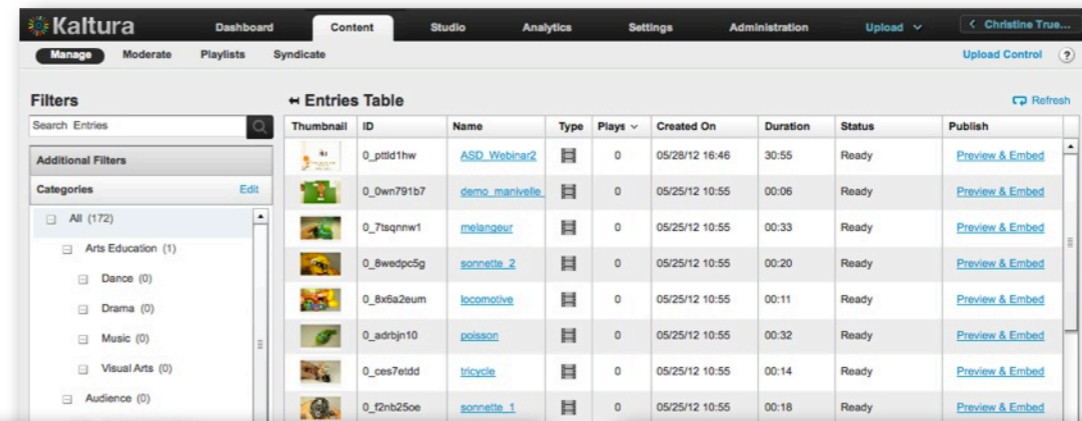 Kaltura Dashboard Content Studio Analytics Settings Administration Upload Christine True...
Manage Moderate Playlists Syndicate Upload Control ?
Filters Entries Table Refresh
Search Entries Thumbnail ID Name Type Plays Created On Duration Status Publish
Additional Filters 0_pttld1hw ASD_Webinar2 0 05/28/12 16:46 30:55 Ready Preview & Embed
Categories Edit 0_0wn791b7 demo_manivelle_ 0 05/25/12 10:55 00:06 Ready Preview & Embed
All (172) 0_7tsqnnw1 melangeur 0 05/25/12 10:55 00:33 Ready Preview & Embed
Arts Education (1) 0_8wedpc5g sonnette_2 0 05/25/12 10:55 00:20 Ready Preview & Embed
Dance (0)
Drama (0) 0_8x6a2eum locomotive 0 05/25/12 10:55 00:11 Ready Preview & Embed
Music (0) 0_adrbjn10 poisson 0 05/25/12 10:55 00:32 Ready Preview & Embed
Visual Arts (0) 0_ces7etdd tricycle 0 05/25/12 10:55 00:14 Ready Preview & Embed
Audience (0) 0_f2nb25oe sonnette_1 0 05/25/12 10:55 00:18 Ready Preview & Embed